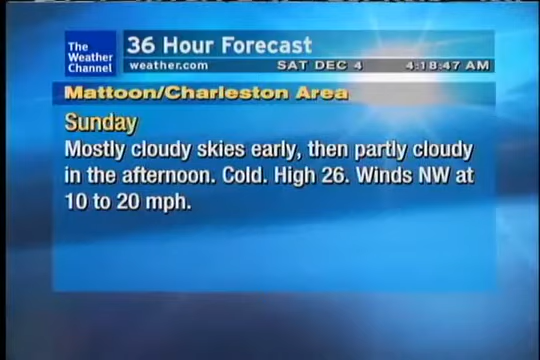 The
Weather
Channel
36 Hour Forecast
weather.com SAT DEC 4 4:18:47 AM
Mattoon/Charleston Area
Sunday
Mostly cloudy skies early, then partly cloudy
in the afternoon. Cold. High 26. Winds NW at
10 to 20 mph.